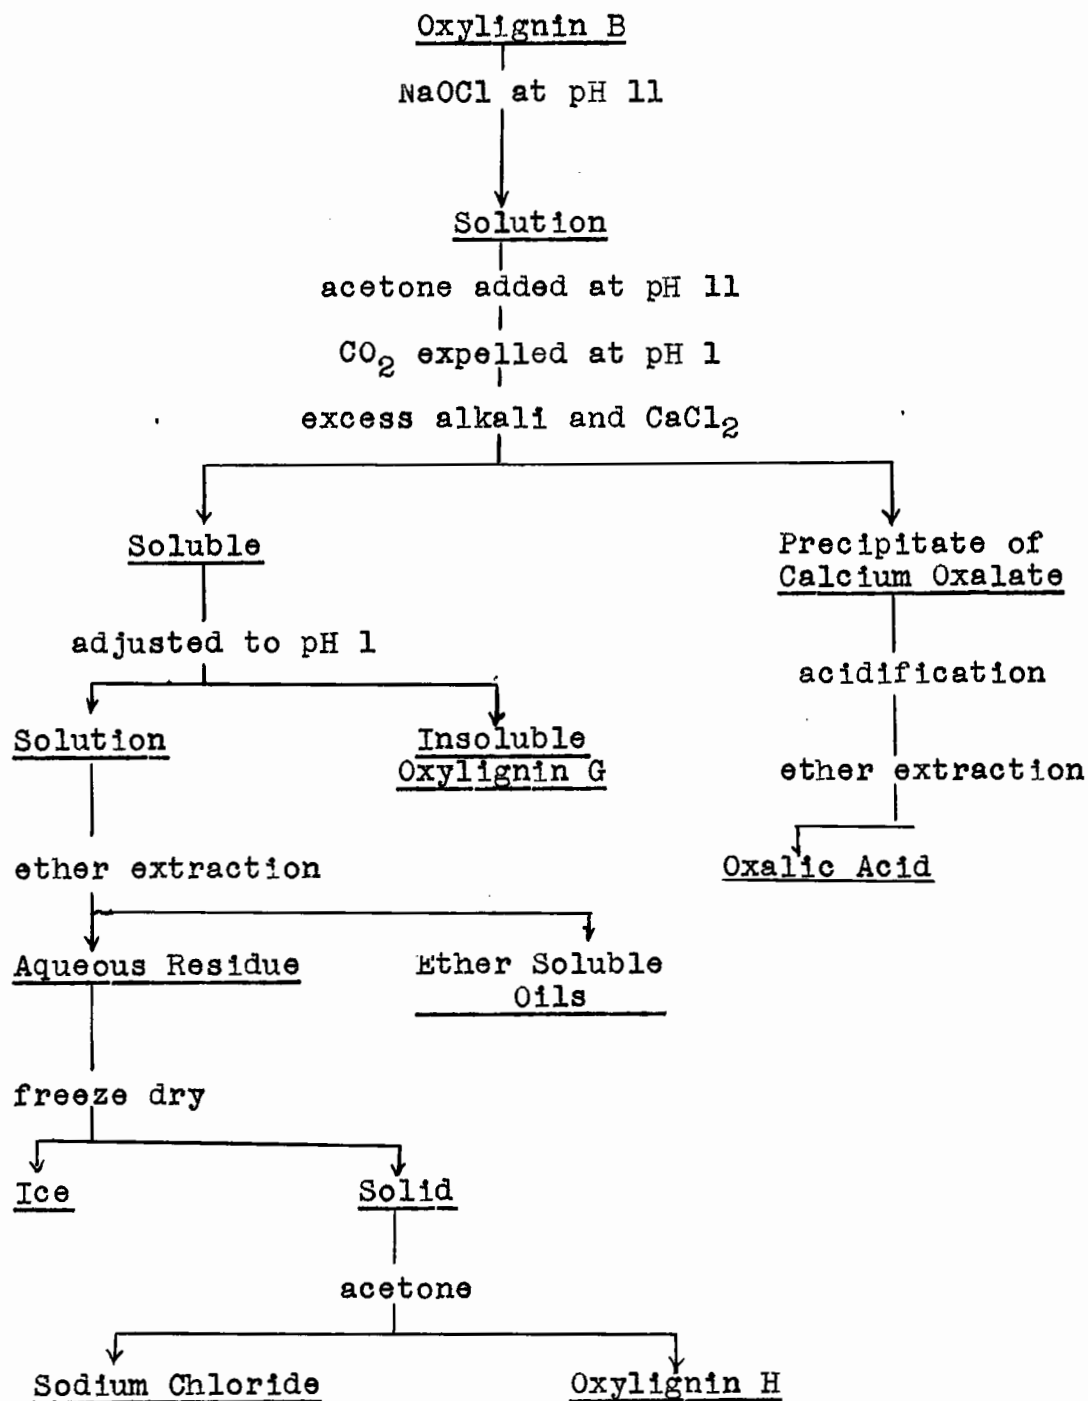 Oxylignin B
NaOCl at pH 11
Solution
acetone added at pH 11
CO2 expelled at pH 1
excess alkali and CaCl2
Soluble
Precipitate of
Calcium Oxalate
adjusted to pH 1
acidification
Solution
Insoluble
Oxylignin G
ether extraction
ether extraction
Oxalic Acid
Aqueous Residue
Ether Soluble
Oils
freeze dry
Ice
Solid
acetone
Sodium Chloride
Oxylignin H